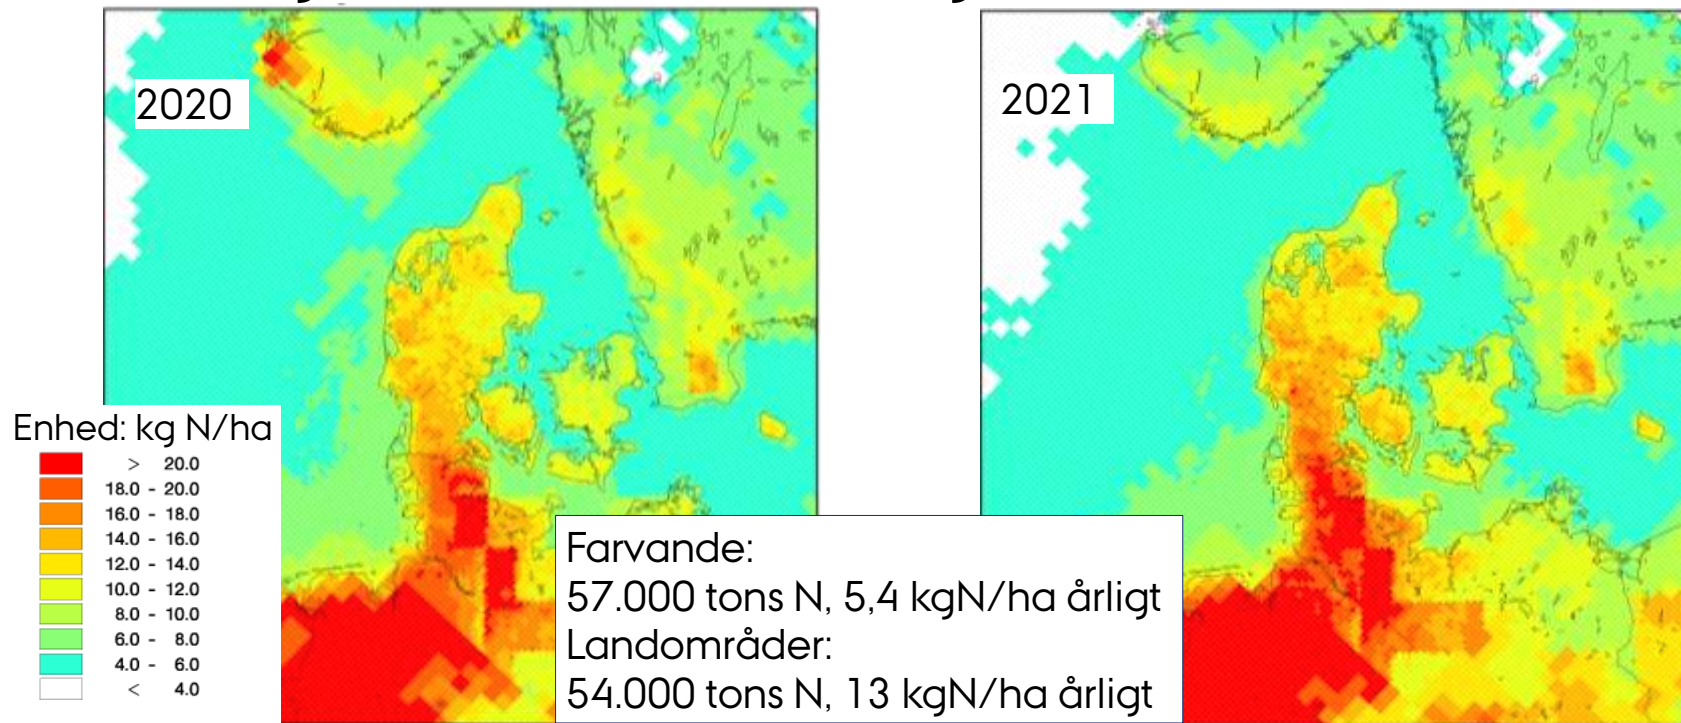 2020
2021
Enhed: kg N/ha
> 20.0
18.0 - 20.0
16.0 - 18.0
14.0 - 16.0
12.0 - 14.0
10.0 - 12.0
8.0 - 10.0
6.0 - 8.0
4.0 - 6.0
< 4.0
Farvande:
57.000 tons N, 5,4 kgN/ha årligt
Landområder:
54.000 tons N, 13 kgN/ha årligt